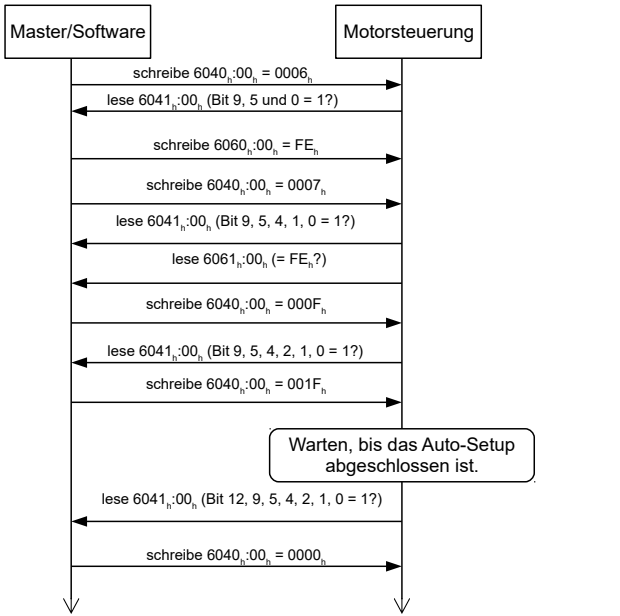 Master/Software
Motorsteuerung
schreibe 6040h:00h = 0006h
lese 6041h:00h (Bit 9, 5 und 0 = 1?)
schreibe 6060h:00h = FEh
schreibe 6040h:00h = 0007h
lese 6041h:00h (Bit 9, 5, 4, 1, 0 = 1?)
lese 6061h:00h (= FEh?)
schreibe 6040h:00h = 000Fh
lese 6041h:00h (Bit 9, 5, 4, 2, 1, 0 = 1?)
schreibe 6040h:00h = 001Fh
Warten, bis das Auto-Setup
abgeschlossen ist.
lese 6041h:00h (Bit 12, 9, 5, 4, 2, 1, 0 = 1?)
schreibe 6040h:00h = 0000h